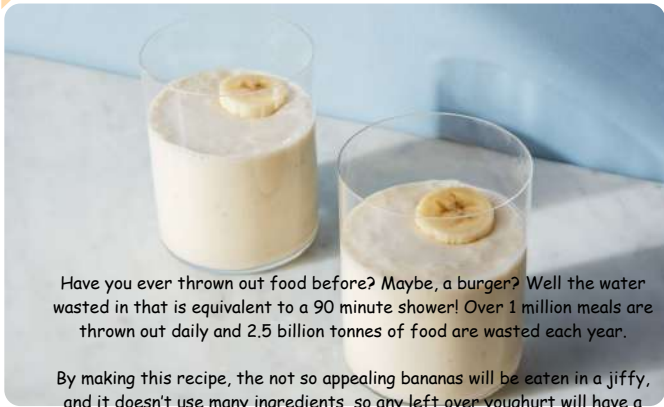 Have you ever thrown out food before? Maybe, a burger? Well the water
wasted in that is equivalent to a 90 minute shower! Over 1 million meals are
thrown out daily and 2.5 billion tonnes of food are wasted each year.
By making this recipe, the not so appealing bananas will be eaten in a jiffy,
and it doesn't use many ingredients, so any left over youghurt will have a